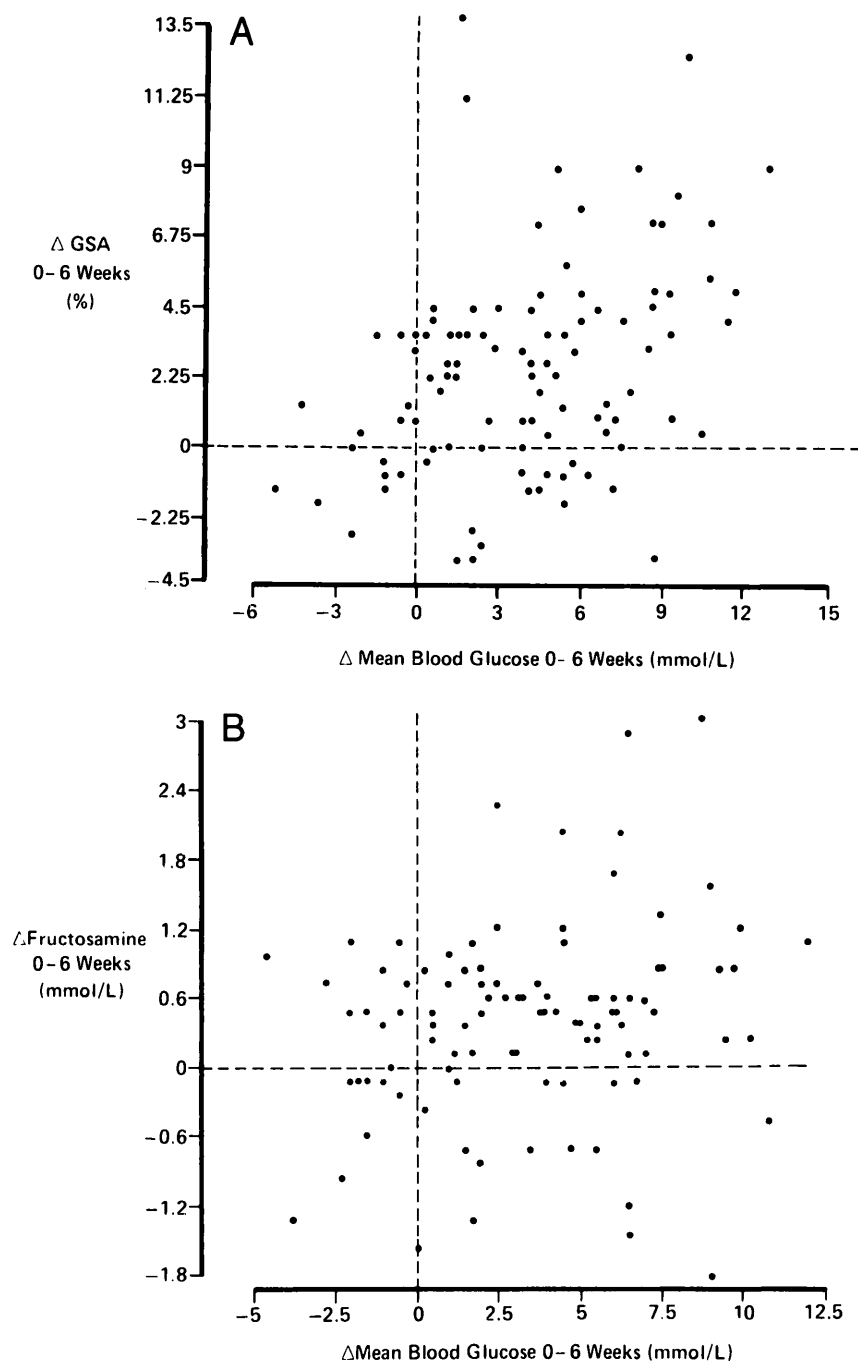 A
13.5
11.25
9
6.75
4.5
2.25
0
−2.25
−4.5
Δ GSA
0− 6 Weeks
(%)
−6 −3 0 3 6 9 12 15
Δ Mean Blood Glucose 0− 6 Weeks (mmol/L)
B
3
2.4
1.8
1.2
0.6
0
−0.6
−1.2
−1.8
ΔFructosamine
0−6 Weeks
(mmol/L)
−5 −2.5 0 2.5 5 7.5 10 12.5
ΔMean Blood Glucose 0− 6 Weeks (mmol/L)